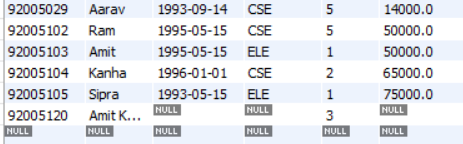 92005029 Aarav 1993-09-14 CSE 5 14000.0
92005102 Ram 1995-05-15 CSE 5 50000.0
92005103 Amit 1995-05-15 ELE 1 50000.0
92005104 Kanha 1996-01-01 CSE 2 65000.0
92005105 Sipra 1993-05-15 ELE 1 75000.0
92005120 Amit K... NULL NULL 3 NULL
NULL NULL NULL NULL NULL NULL